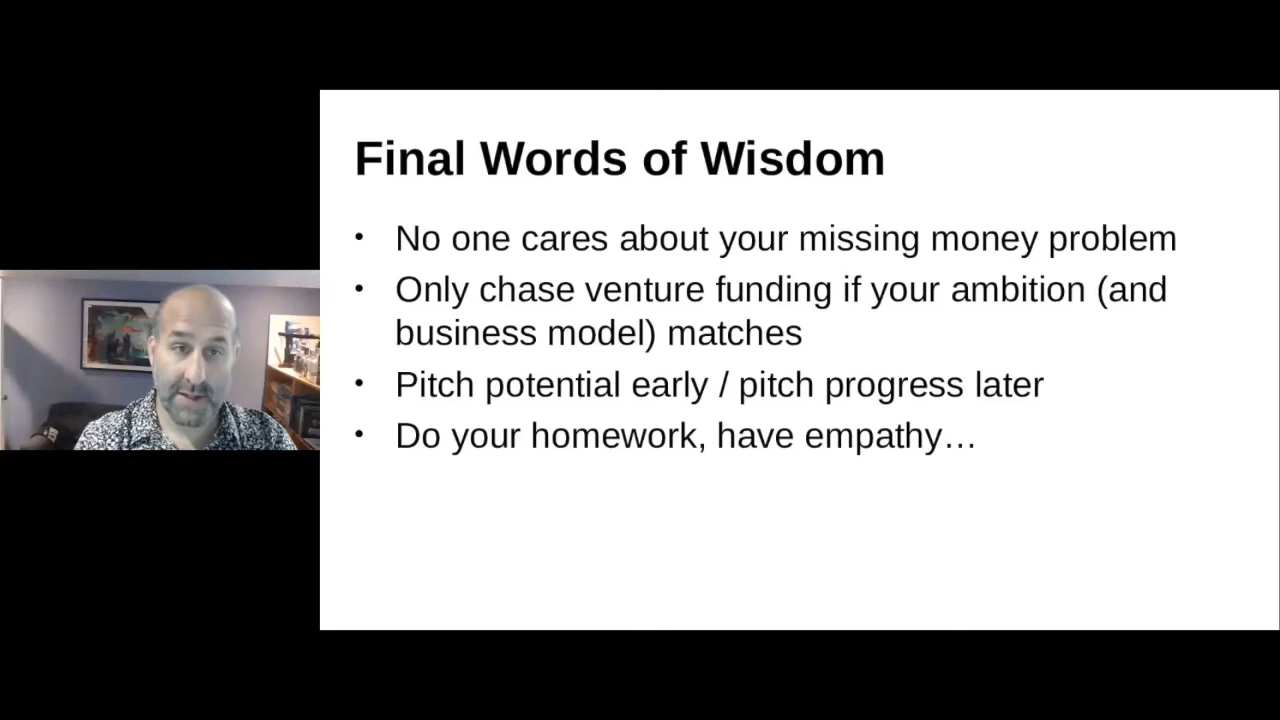 Final Words of Wisdom
• No one cares about your missing money problem
• Only chase venture funding if your ambition (and
business model) matches
• Pitch potential early / pitch progress later
• Do your homework, have empathy…